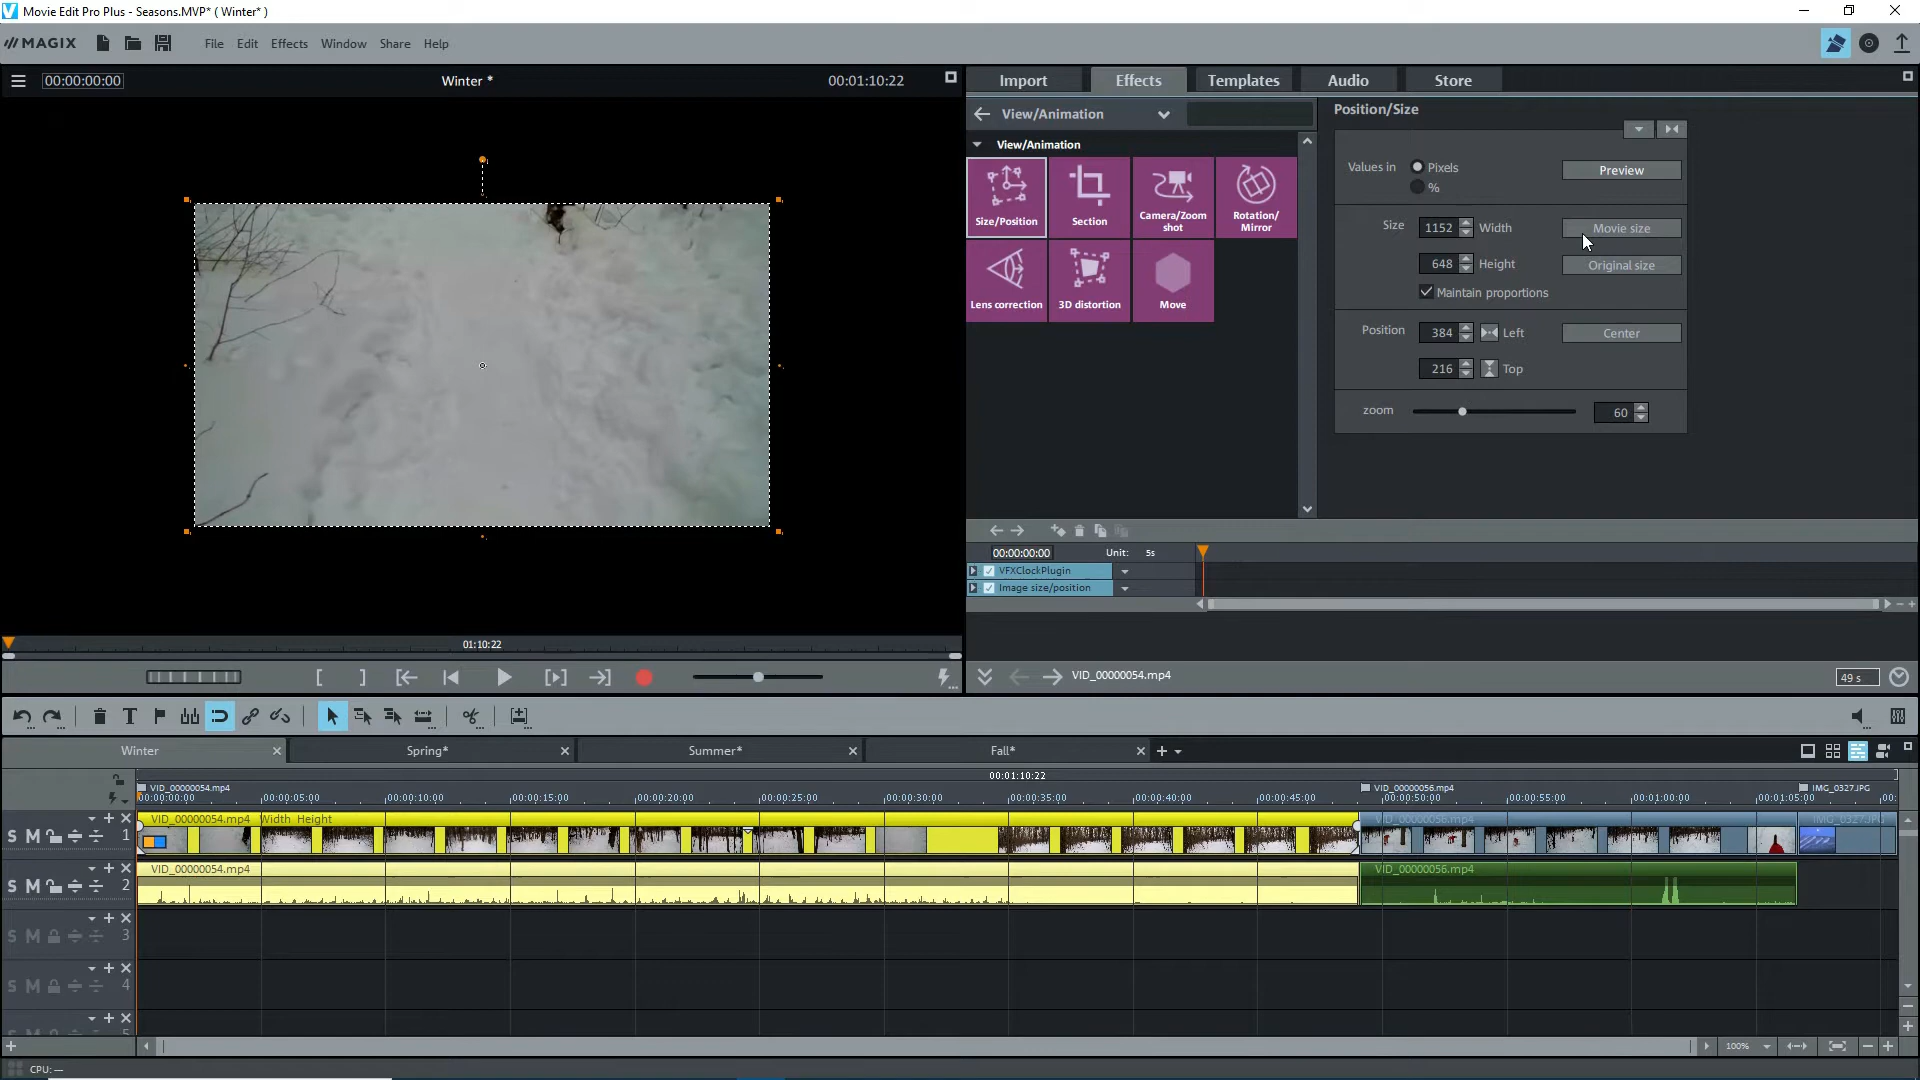 Movie Edit Pro Plus - Seasons.MVP* ( Winter* )
MAGIX File Edit Effects Window Share Help
00:00:00:00 Winter * 00:01:10:22
Import Effects Templates Audio Store
View/Animation
Position/Size
View/Animation
Values in Pixels Preview
%
Size/Position Section Camera/Zoom shot Rotation/ Mirror
Size 1152 Width Movie size
648 Height Original size
Maintain proportions
Lens correction 3D distortion Move
Position 384 Left Center
216 Top
zoom 60
00:00:00:00 Unit: 5s
VFXClockPlugin
Image size/position
01:10:22
VID_00000054.mp4 49 s
Winter Spring* Summer* Fall*
00:01:10:22
VID_00000054.mp4 VID_00000056.mp4 IMG_0327.JPG
00:00:00:00 00:00:05:00 00:00:10:00 00:00:15:00 00:00:20:00 00:00:25:00 00:00:30:00 00:00:35:00 00:00:40:00 00:00:45:00 00:00:50:00 00:00:55:00 00:01:00:00 00:01:05:00 00:
VID_00000054.mp4 Width Height VID_00000056.mp4 IMG_0327.JPG
S M 1
VID_00000054.mp4 VID_00000056.mp4
S M 2
S M 3
S M 4
5
100%
CPU: —